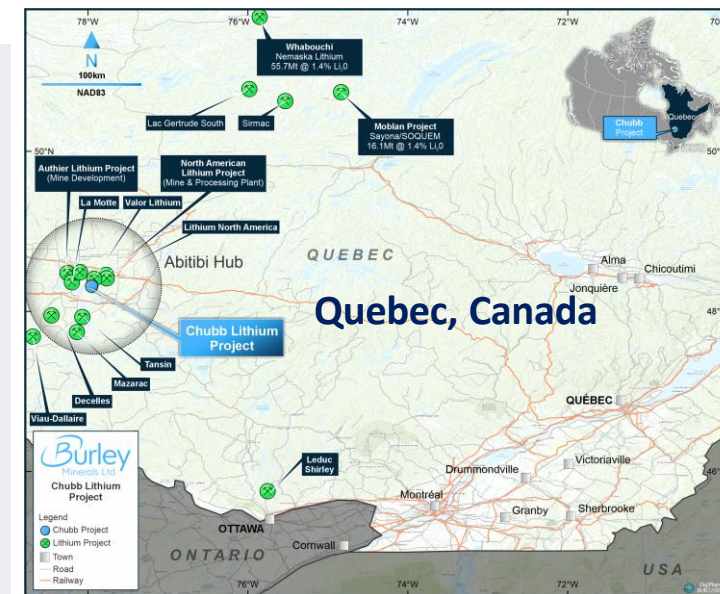 78°W
76°W
74°W
72°W
70
N
100km
NAD83
Whabouchi
Nemaska Lithium
55.7Mt @ 1.4% Li₂0
Lac Gertrude South
Sirmac
Moblan Project
Sayona/SOQUEM
16.1Mt @ 1.4% Li₂0
Quebec
Chubb
Project
50°N
50°N
Authier Lithium Project
(Mine Development)
North American
Lithium Project
(Mine & Processing Plant)
La Motte
Valor Lithium
Lithium North America
Abitibi Hub
QUEBEC
Alma
Chicoutimi
Jonquière
Quebec, Canada
48°N
48°
Chubb Lithium
Project
Tansin
Mazarac
Decelles
Viau-Dallaire
QUÉBEC
Burley
Minerals Ltd
Chubb Lithium
Project
Legend
Chubb Project
Lithium Project
Town
Road
Railway
Leduc
Shirley
Drummondville
Victoriaville
46°N
Montréal
Granby
Sherbrooke
OTTAWA
Cornwall
ONTARIO
USA
76°W
74°W
72°W